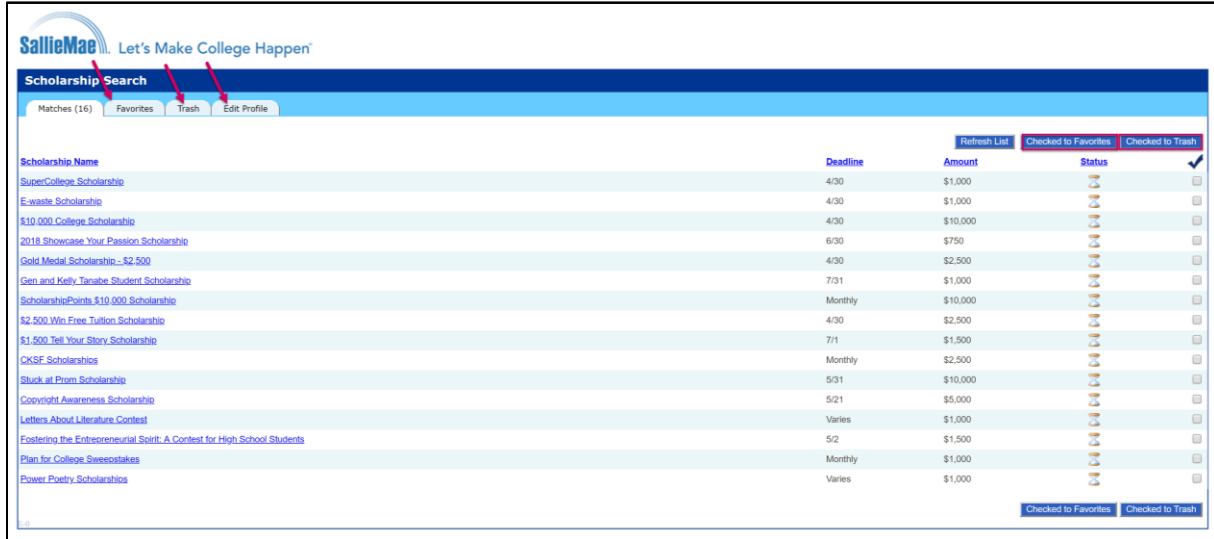 SallieMae Let's Make College Happen
Scholarship Search
Matches (16) Favorites Trash Edit Profile
Refresh List Checked to Favorites Checked to Trash
Scholarship Name Deadline Amount Status
SuperCollege Scholarship 4/30 $1,000
E-waste Scholarship 4/30 $1,000
$10,000 College Scholarship 4/30 $10,000
2018 Showcase Your Passion Scholarship 6/30 $750
Gold Medal Scholarship - $2,500 4/30 $2,500
Gen and Kelly Tanabe Student Scholarship 7/31 $1,000
ScholarshipPoints $10,000 Scholarship Monthly $10,000
$2,500 Win Free Tuition Scholarship 4/30 $2,500
$1,500 Tell Your Story Scholarship 7/1 $1,500
CKSF Scholarships Monthly $2,500
Stuck at Prom Scholarship 5/31 $10,000
Copyright Awareness Scholarship 5/21 $5,000
Letters About Literature Contest Varies $1,000
Fostering the Entrepreneurial Spirit: A Contest for High School Students 5/2 $1,500
Plan for College Sweepstakes Monthly $1,000
Power Poetry Scholarships Varies $1,000
Checked to Favorites Checked to Trash